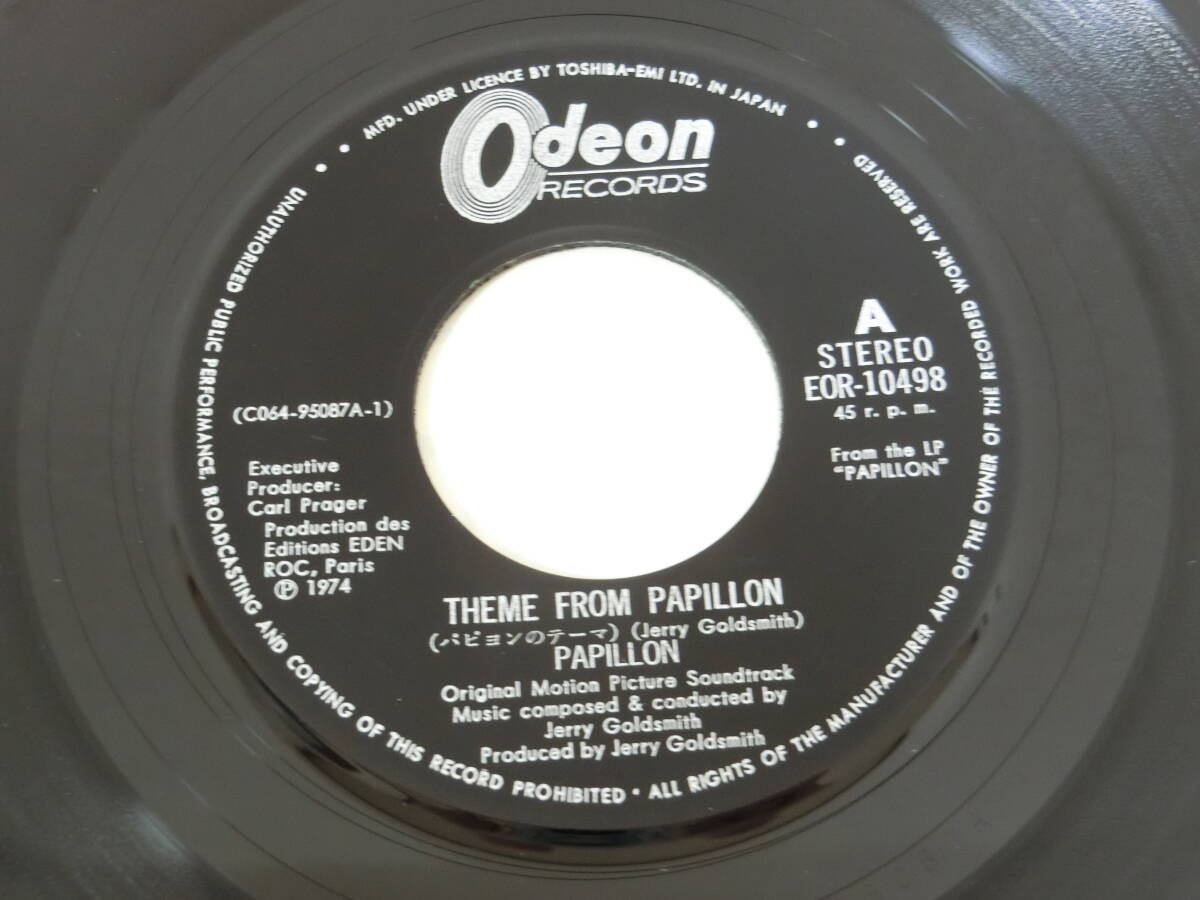 MFD. UNDER LICENCE BY TOSHIBA-EMI LTD. IN JAPAN
Odeon
RECORDS
A
STEREO
EOR-10498
45 r. p. m.
From the LP
"PAPILLON"
(C064-95087A-1)
Executive
Producer:
Carl Prager
Production des
Editions EDEN
ROC, Paris
Ⓟ 1974
THEME FROM PAPILLON
(パピヨンのテーマ) (Jerry Goldsmith)
PAPILLON
Original Motion Picture Soundtrack
Music composed & conducted by
Jerry Goldsmith
Produced by Jerry Goldsmith
UNAUTHORIZED PUBLIC PERFORMANCE, BROADCASTING AND COPYING OF THIS RECORD PROHIBITED • ALL RIGHTS OF THE MANUFACTURER AND OF THE OWNER OF THE RECORDED WORK ARE RESERVED